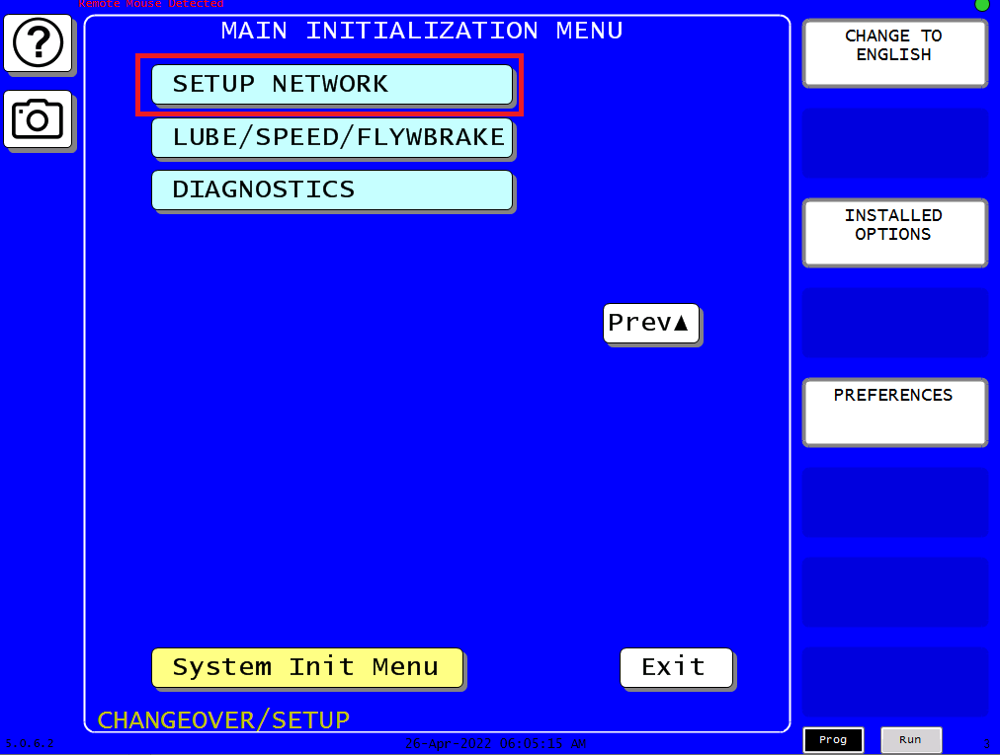 Remote Mouse Detected
MAIN INITIALIZATION MENU
SETUP NETWORK
LUBE/SPEED/FLYWBRAKE
DIAGNOSTICS
Prev▲
System Init Menu
Exit
CHANGEOVER/SETUP
CHANGE TO
ENGLISH
INSTALLED
OPTIONS
PREFERENCES
5.0.6.2
26-Apr-2022 06:05:15 AM
Prog
Run
3